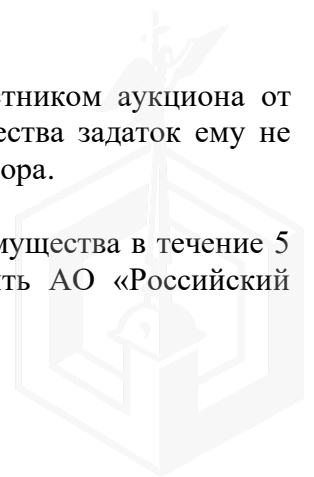 тником аукциона от
ества задаток ему не
ора.
мущества в течение 5
ть АО «Российский